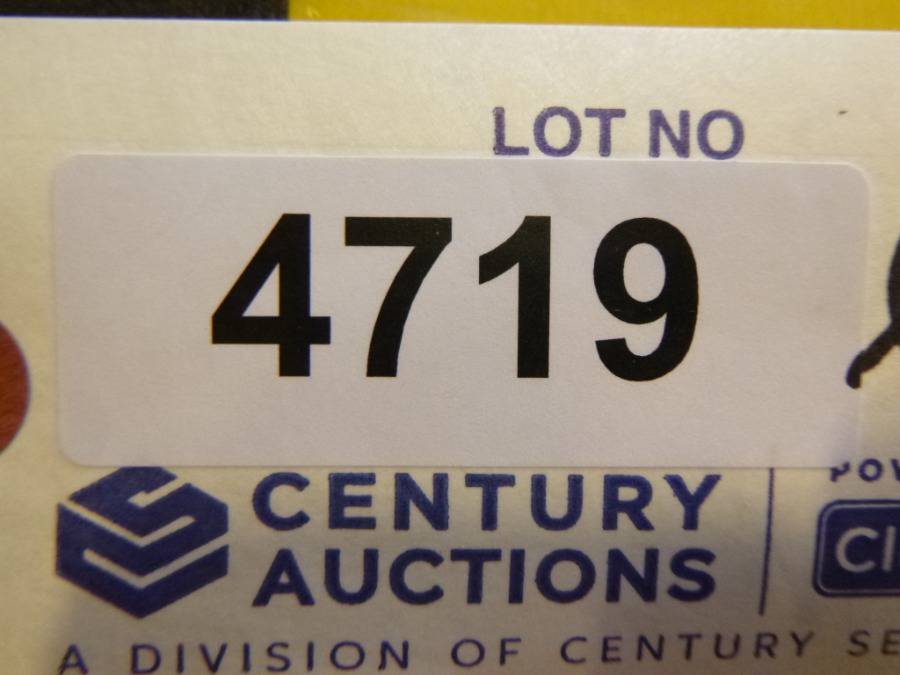 LOT NO
4719
CENTURY
AUCTIONS
A DIVISION OF CENTURY